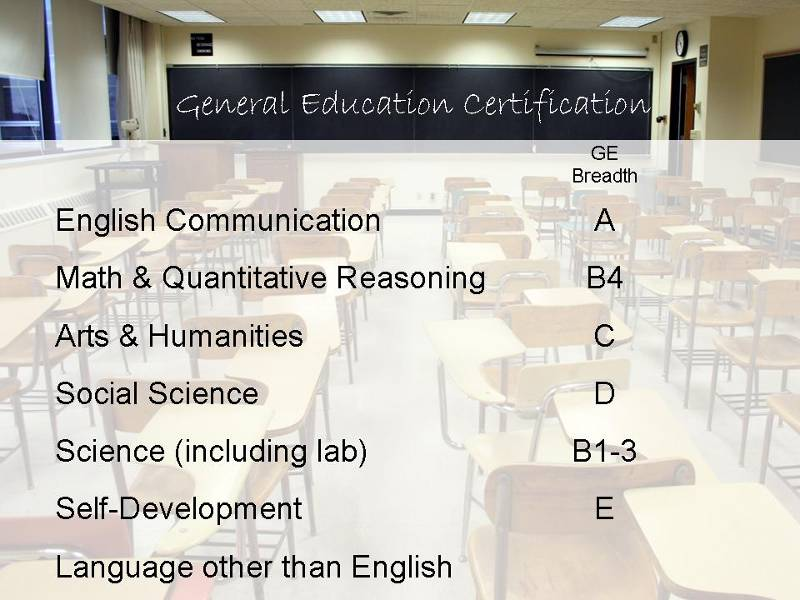 General Education Certification
GE
Breadth
English Communication A
Math & Quantitative Reasoning B4
Arts & Humanities C
Social Science D
Science (including lab) B1-3
Self-Development E
Language other than English